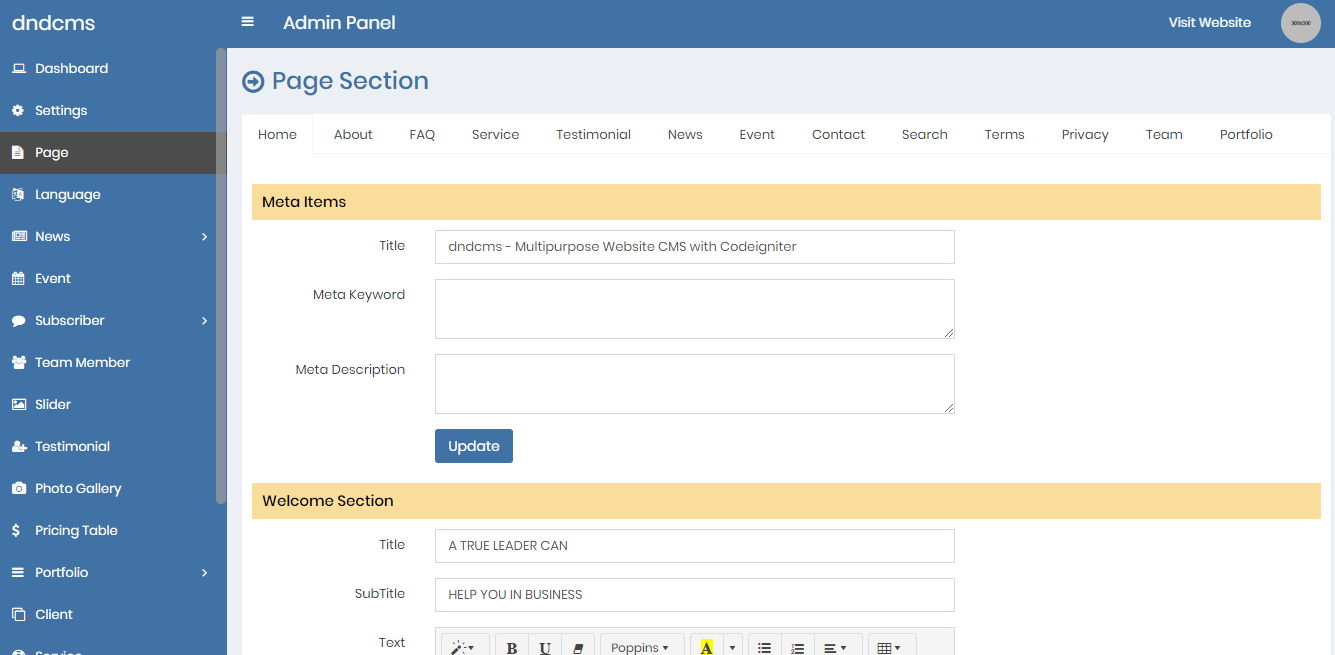 dndcms
Admin Panel
Visit Website
300x300
Dashboard
Settings
Page
Language
News
Event
Subscriber
Team Member
Slider
Testimonial
Photo Gallery
Pricing Table
Portfolio
Client
Service
Page Section
Home About FAQ Service Testimonial News Event Contact Search Terms Privacy Team Portfolio
Meta Items
Title
dndcms - Multipurpose Website CMS with Codeigniter
Meta Keyword
Meta Description
Update
Welcome Section
Title
A TRUE LEADER CAN
SubTitle
HELP YOU IN BUSINESS
Text
B U Poppins A